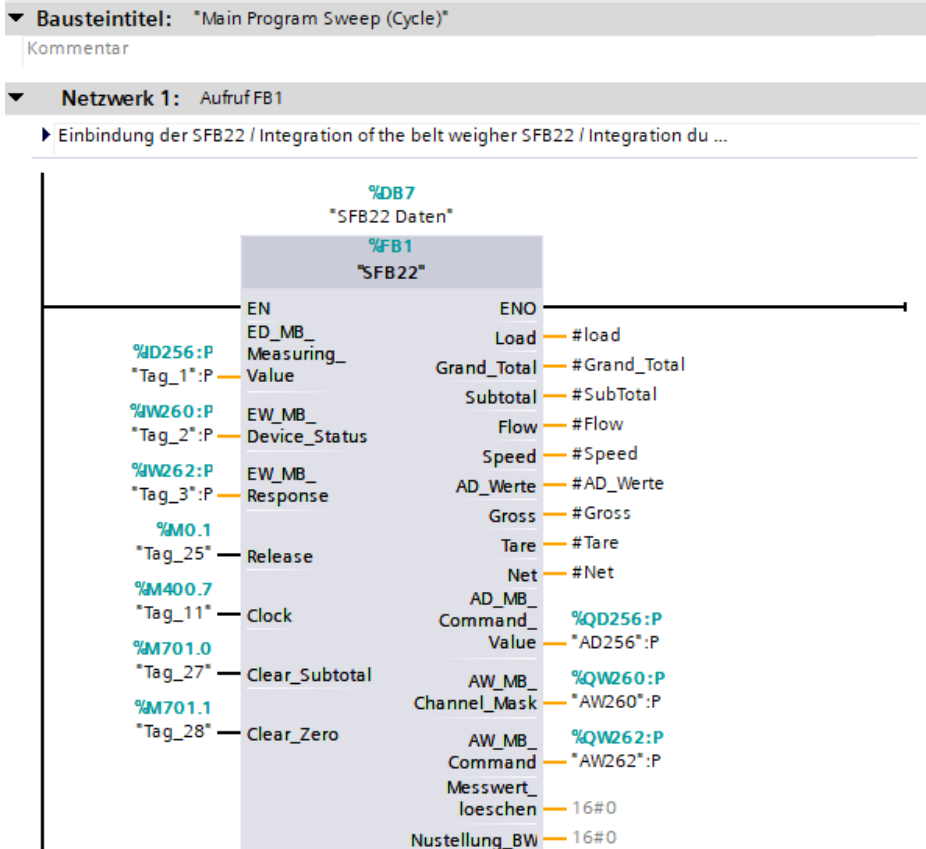 Bausteintitel: "Main Program Sweep (Cycle)"
Kommentar
Netzwerk 1: Aufruf FB1
Einbindung der SFB22 / Integration of the belt weigher SFB22 / Integration du ...
%DB7
"SFB22 Daten"
%FB1
"SFB22"
EN
ENO
%ID256:P
"Tag_1":P
ED_MB_
Measuring_
Value
%IW260:P
"Tag_2":P
EW_MB_
Device_Status
%IW262:P
"Tag_3":P
EW_MB_
Response
%M0.1
"Tag_25"
Release
%M400.7
"Tag_11"
Clock
%M701.0
"Tag_27"
Clear_Subtotal
%M701.1
"Tag_28"
Clear_Zero
Load
#load
Grand_Total
#Grand_Total
Subtotal
#SubTotal
Flow
#Flow
Speed
#Speed
AD_Werte
#AD_Werte
Gross
#Gross
Tare
#Tare
Net
#Net
AD_MB_
Command_
Value
%QD256:P
"AD256":P
AW_MB_
Channel_Mask
%QW260:P
"AW260":P
AW_MB_
Command
%QW262:P
"AW262":P
Messwert_
loeschen
16#0
Nustellung_BW
16#0